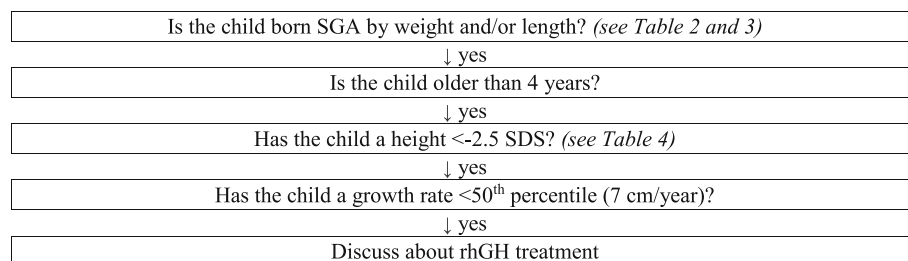 Is the child born SGA by weight and/or length? (see Table 2 and 3)
↓ yes
Is the child older than 4 years?
↓ yes
Has the child a height <-2.5 SDS? (see Table 4)
↓ yes
Has the child a growth rate <50th percentile (7 cm/year)?
↓ yes
Discuss about rhGH treatment